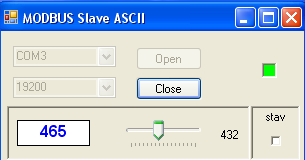 MODBUS Slave ASCII
COM3
Open
19200
Close
465
432
stav